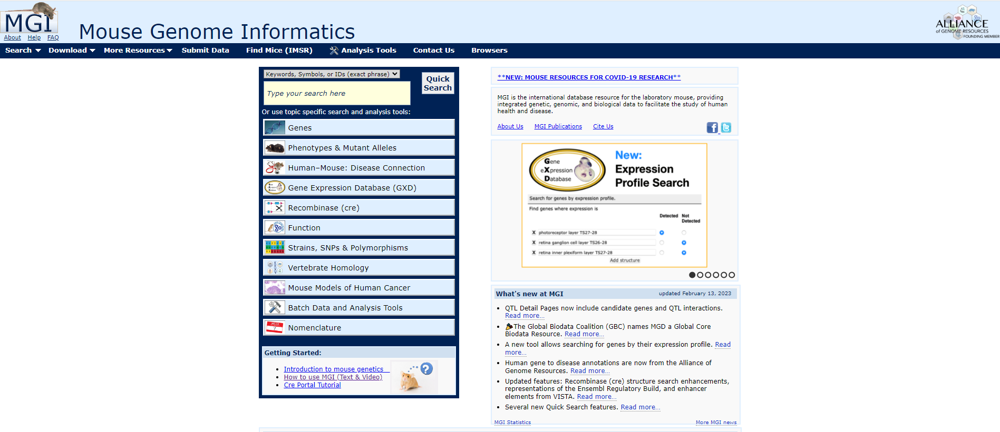 MGI
About Help FAQ
Mouse Genome Informatics
ALLIANCE
of GENOME RESOURCES
FOUNDING MEMBER
Search Download More Resources Submit Data Find Mice (IMSR) Analysis Tools Contact Us Browsers
Keywords, Symbols, or IDs (exact phrase)
Quick
Search
Type your search here
Or use topic specific search and analysis tools:
Genes
Phenotypes & Mutant Alleles
Human–Mouse: Disease Connection
Gene Expression Database (GXD)
Recombinase (cre)
Function
Strains, SNPs & Polymorphisms
Vertebrate Homology
Mouse Models of Human Cancer
Batch Data and Analysis Tools
Nomenclature
Getting Started:
Introduction to mouse genetics
How to use MGI (Text & Video)
Cre Portal Tutorial
**NEW: MOUSE RESOURCES FOR COVID-19 RESEARCH**
MGI is the international database resource for the laboratory mouse, providing
integrated genetic, genomic, and biological data to facilitate the study of human
health and disease.
About Us MGI Publications Cite Us
Gene
eXpression
Database
New:
Expression
Profile Search
Search for genes by expression profile.
Find genes where expression is
Detected Not
Detected
X photoreceptor layer TS27-28
X retina ganglion cell layer TS26-28
X retina inner plexiform layer TS27-28
Add structure
What's new at MGI updated February 13, 2023
• QTL Detail Pages now include candidate genes and QTL interactions.
Read more...
• The Global Biodata Coalition (GBC) names MGD a Global Core
Biodata Resource. Read more...
• A new tool allows searching for genes by their expression profile. Read
more...
• Human gene to disease annotations are now from the Alliance of
Genome Resources. Read more...
• Updated features: Recombinase (cre) structure search enhancements,
representations of the Ensembl Regulatory Build, and enhancer
elements from VISTA. Read more...
• Several new Quick Search features. Read more...
MGI Statistics More MGI news